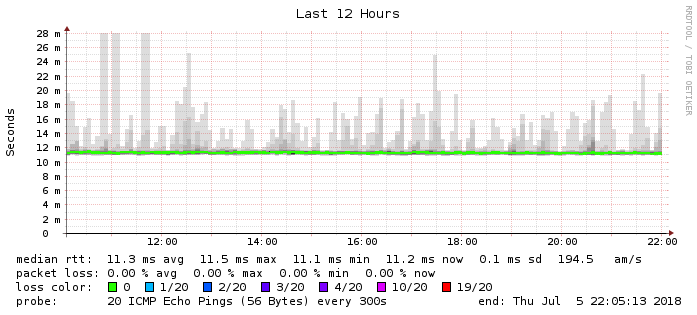 Last 12 Hours
RRDTOOL / TOBI OETIKER
Seconds
28 m
26 m
24 m
22 m
20 m
18 m
16 m
14 m
12 m
10 m
8 m
6 m
4 m
2 m
0
12:00 14:00 16:00 18:00 20:00 22:00
median rtt: 11.3 ms avg 11.5 ms max 11.1 ms min 11.2 ms now 0.1 ms sd 194.5 am/s
packet loss: 0.00 % avg 0.00 % max 0.00 % min 0.00 % now
loss color: 0 1/20 2/20 3/20 4/20 10/20 19/20
probe: 20 ICMP Echo Pings (56 Bytes) every 300s end: Thu Jul 5 22:05:13 2018